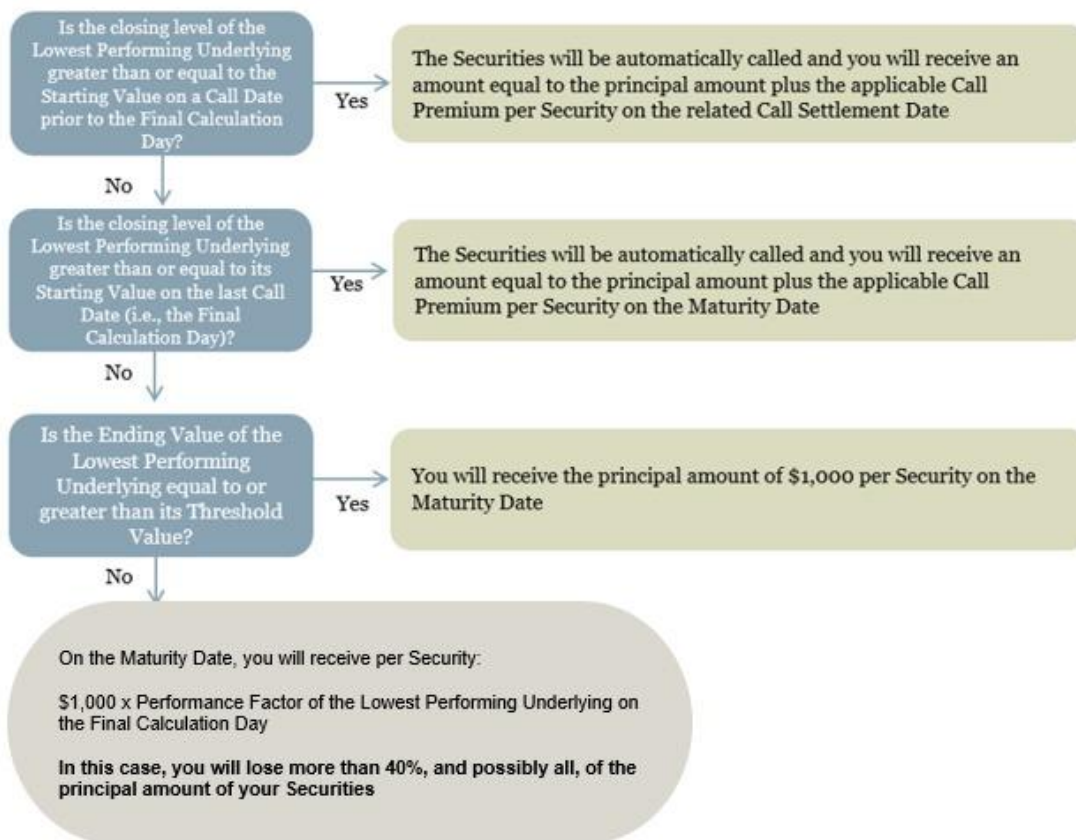 Is the closing level of the
Lowest Performing Underlying
greater than or equal to the
Starting Value on a Call Date
prior to the Final Calculation
Day?
Yes
The Securities will be automatically called and you will receive an
amount equal to the principal amount plus the applicable Call
Premium per Security on the related Call Settlement Date
No
Is the closing level of the
Lowest Performing Underlying
greater than or equal to its
Starting Value on the last Call
Date (i.e., the Final
Calculation Day)?
Yes
The Securities will be automatically called and you will receive an
amount equal to the principal amount plus the applicable Call
Premium per Security on the Maturity Date
No
Is the Ending Value of the
Lowest Performing
Underlying equal to or
greater than its Threshold
Value?
Yes
You will receive the principal amount of $1,000 per Security on the
Maturity Date
No
On the Maturity Date, you will receive per Security:
$1,000 x Performance Factor of the Lowest Performing Underlying on
the Final Calculation Day
In this case, you will lose more than 40%, and possibly all, of the
principal amount of your Securities